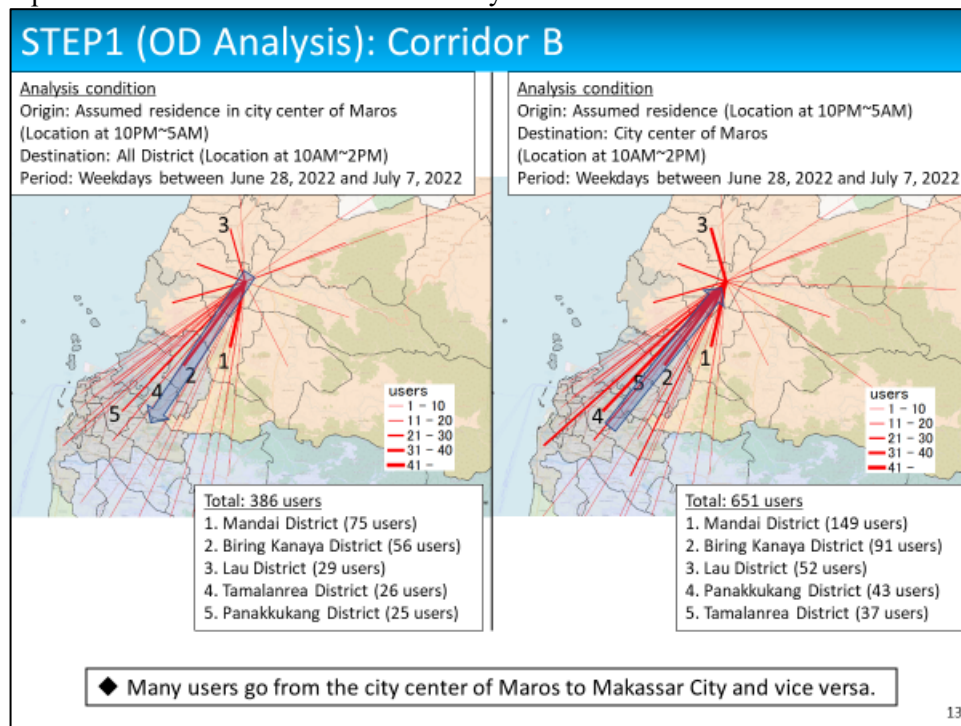 STEP1 (OD Analysis): Corridor B
Analysis condition
Origin: Assumed residence in city center of Maros
(Location at 10PM~5AM)
Destination: All District (Location at 10AM~2PM)
Period: Weekdays between June 28, 2022 and July 7, 2022
3
1
2
4
5
users
1 - 10
11 - 20
21 - 30
31 - 40
41 -
Total: 386 users
1. Mandai District (75 users)
2. Biring Kanaya District (56 users)
3. Lau District (29 users)
4. Tamalanrea District (26 users)
5. Panakkukang District (25 users)
Analysis condition
Origin: Assumed residence (Location at 10PM~5AM)
Destination: City center of Maros
(Location at 10AM~2PM)
Period: Weekdays between June 28, 2022 and July 7, 2022
3
1
2
5
4
users
1 - 10
11 - 20
21 - 30
31 - 40
41 -
Total: 651 users
1. Mandai District (149 users)
2. Biring Kanaya District (91 users)
3. Lau District (52 users)
4. Panakkukang District (43 users)
5. Tamalanrea District (37 users)
◆ Many users go from the city center of Maros to Makassar City and vice versa.
13